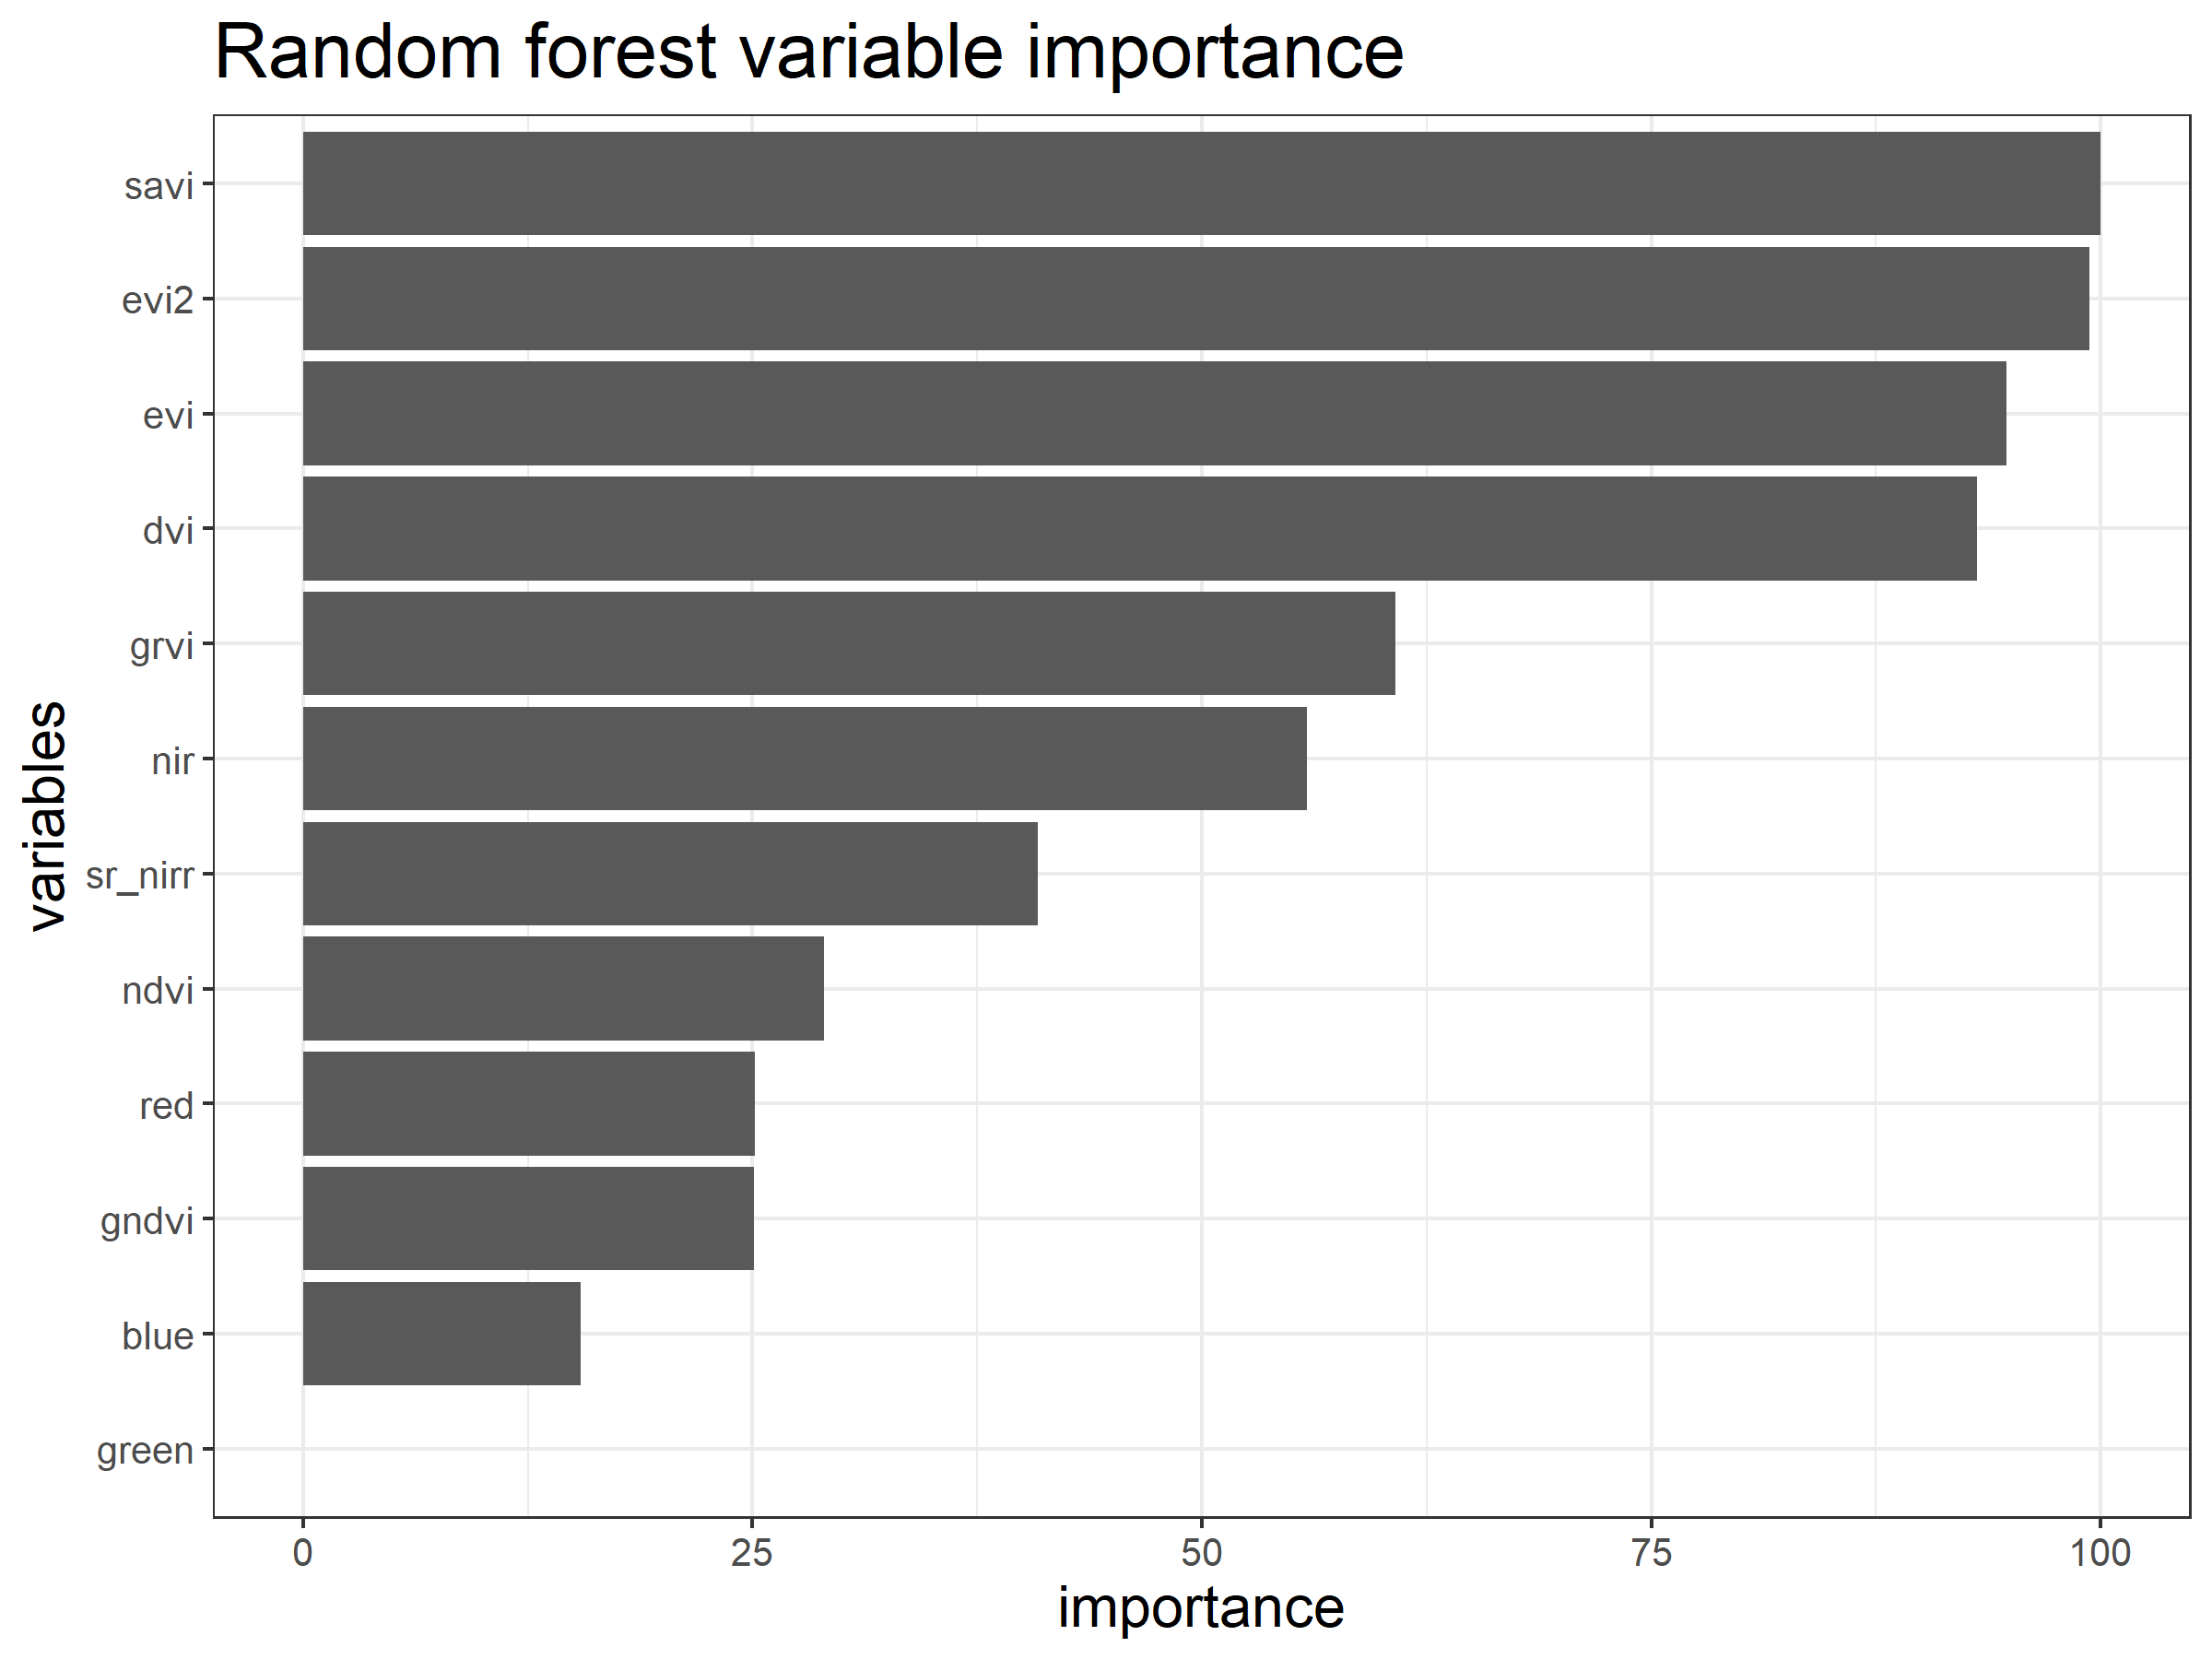 Random forest variable importance
savi
evi2
evi
dvi
grvi
nir
sr_nirr
ndvi
red
gndvi
blue
green
variables
0 25 50 75 100
importance